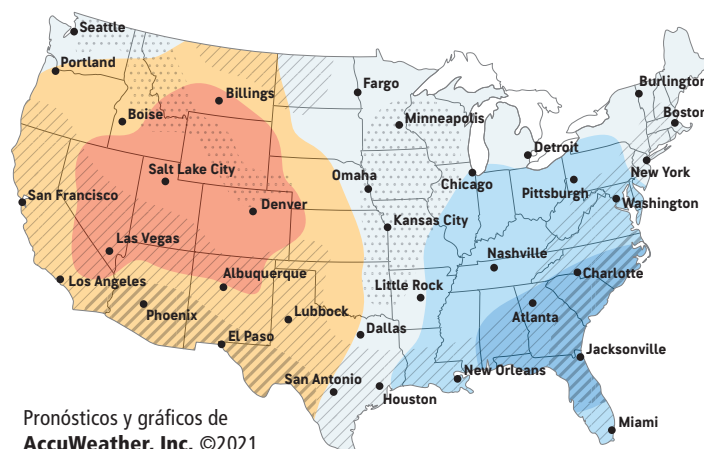 Seattle
Portland
Billings
Fargo
Burlington
Boise
Minneapolis
Boston
Detroit
Salt Lake City
Omaha
Chicago
New York
Pittsburgh
San Francisco
Denver
Washington
Kansas City
Las Vegas
Nashville
Los Angeles
Albuquerque
Charlotte
Little Rock
Phoenix
Lubbock
Atlanta
El Paso
Dallas
Jacksonville
San Antonio
New Orleans
Houston
Miami
Pronósticos y gráficos de
AccuWeather, Inc. ©2021